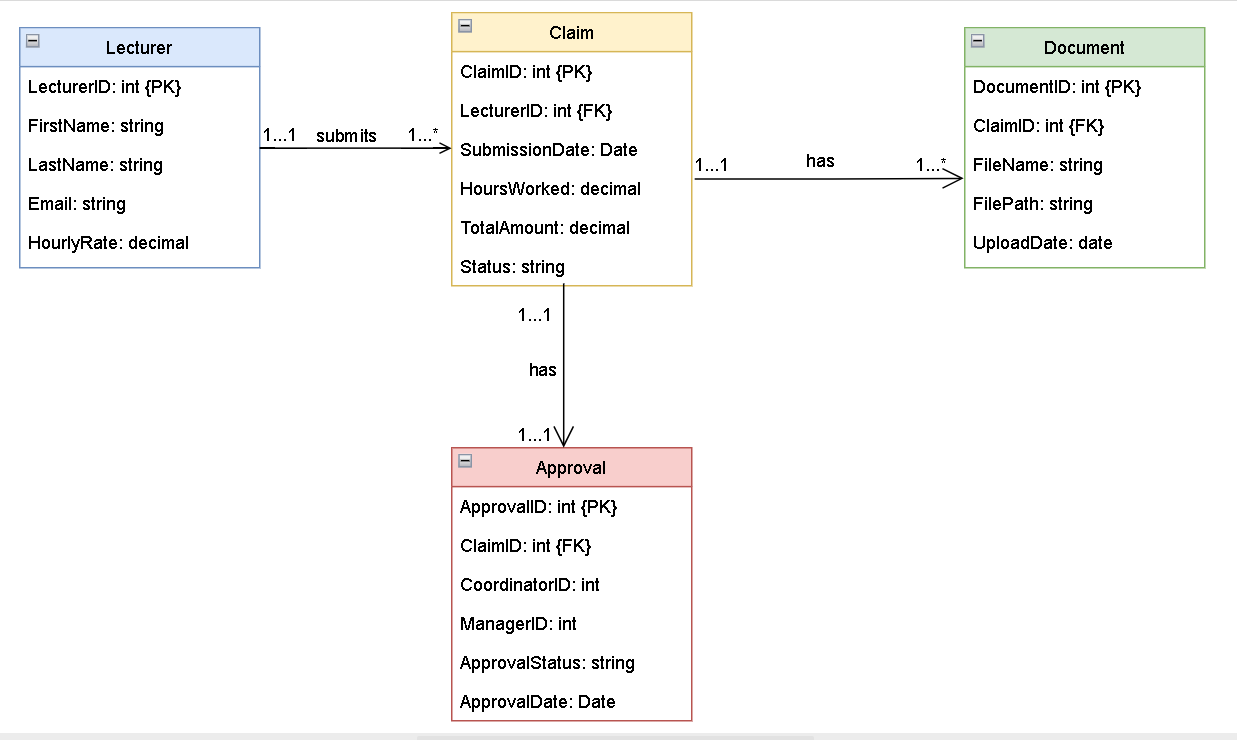 Lecturer
LecturerID: int {PK}
FirstName: string
LastName: string
Email: string
HourlyRate: decimal
1...1 submits 1...*
Claim
ClaimID: int {PK}
LecturerID: int {FK}
SubmissionDate: Date
HoursWorked: decimal
TotalAmount: decimal
Status: string
1...1 has 1...*
Document
DocumentID: int {PK}
ClaimID: int {FK}
FileName: string
FilePath: string
UploadDate: date
1...1
has
1...1
Approval
ApprovalID: int {PK}
ClaimID: int {FK}
CoordinatorID: int
ManagerID: int
ApprovalStatus: string
ApprovalDate: Date